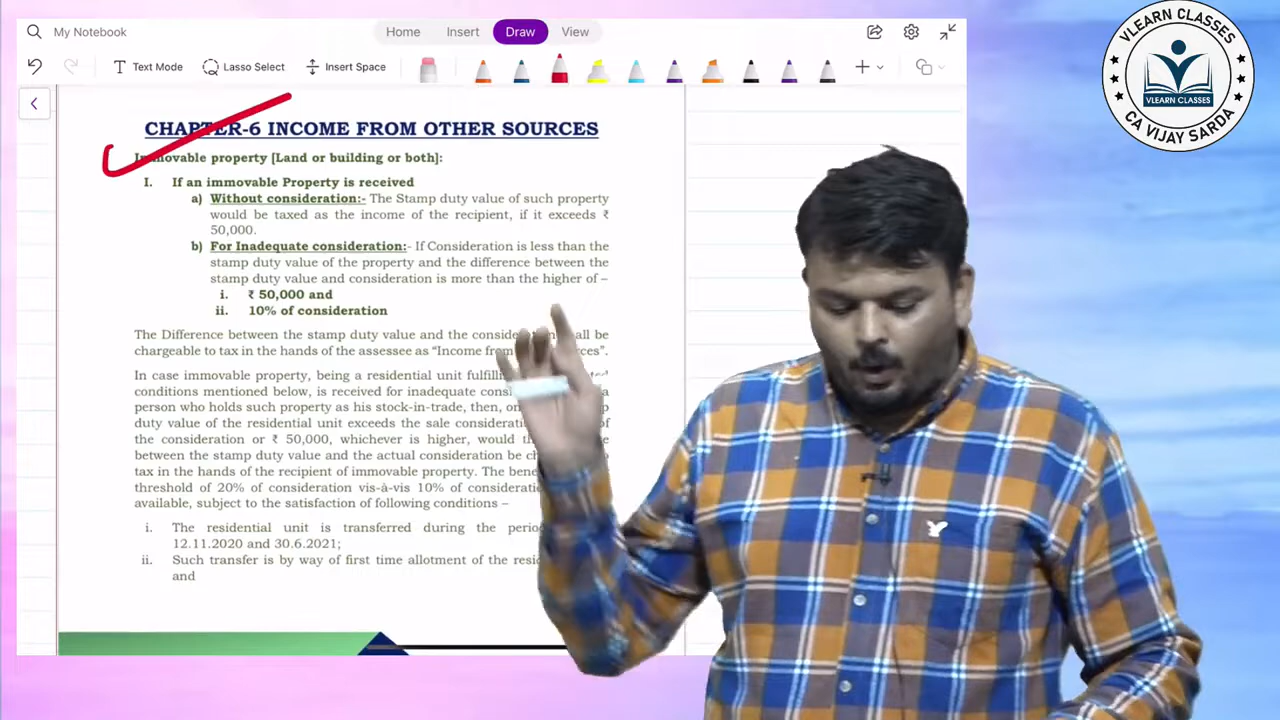 My Notebook
Home Insert Draw View
Text Mode Lasso Select Insert Space
VLEARN CLASSES
VLEARN CLASSES
CA VIJAY SARDA
CHAPTER-6 INCOME FROM OTHER SOURCES
Immovable property [Land or building or both]:
I. If an immovable Property is received
a) Without consideration:- The Stamp duty value of such property
would be taxed as the income of the recipient, if it exceeds ₹
50,000.
b) For Inadequate consideration:- If Consideration is less than the
stamp duty value of the property and the difference between the
stamp duty value and consideration is more than the higher of –
i. ₹ 50,000 and
ii. 10% of consideration
The Difference between the stamp duty value and the be
chargeable to tax in the hands of the assessee as “Income
In case immovable property, being a residential unit
conditions mentioned below, is received for inadequate a
person who holds such property as his stock-in-trade, then,
duty value of the residential unit exceeds the sale of
the consideration or ₹ 50,000, whichever is higher, would
between the stamp duty value and the actual consideration be
tax in the hands of the recipient of immovable property. The
threshold of 20% of consideration vis-à-vis 10% of
available, subject to the satisfaction of following conditions –
i. The residential unit is transferred during the
12.11.2020 and 30.6.2021;
ii. Such transfer is by way of first time allotment of the
and